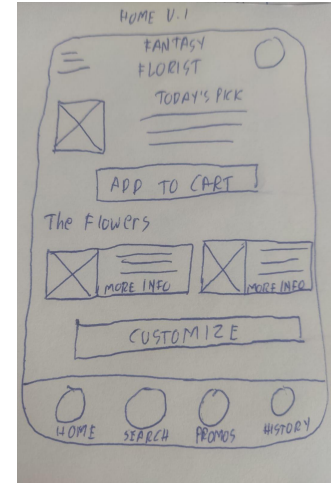 HOME V.1
FANTASY
FLORIST
TODAY'S PICK
ADD TO CART
The Flowers
MORE INFO MORE INFO
CUSTOMIZE
HOME SEARCH PROMOS HISTORY